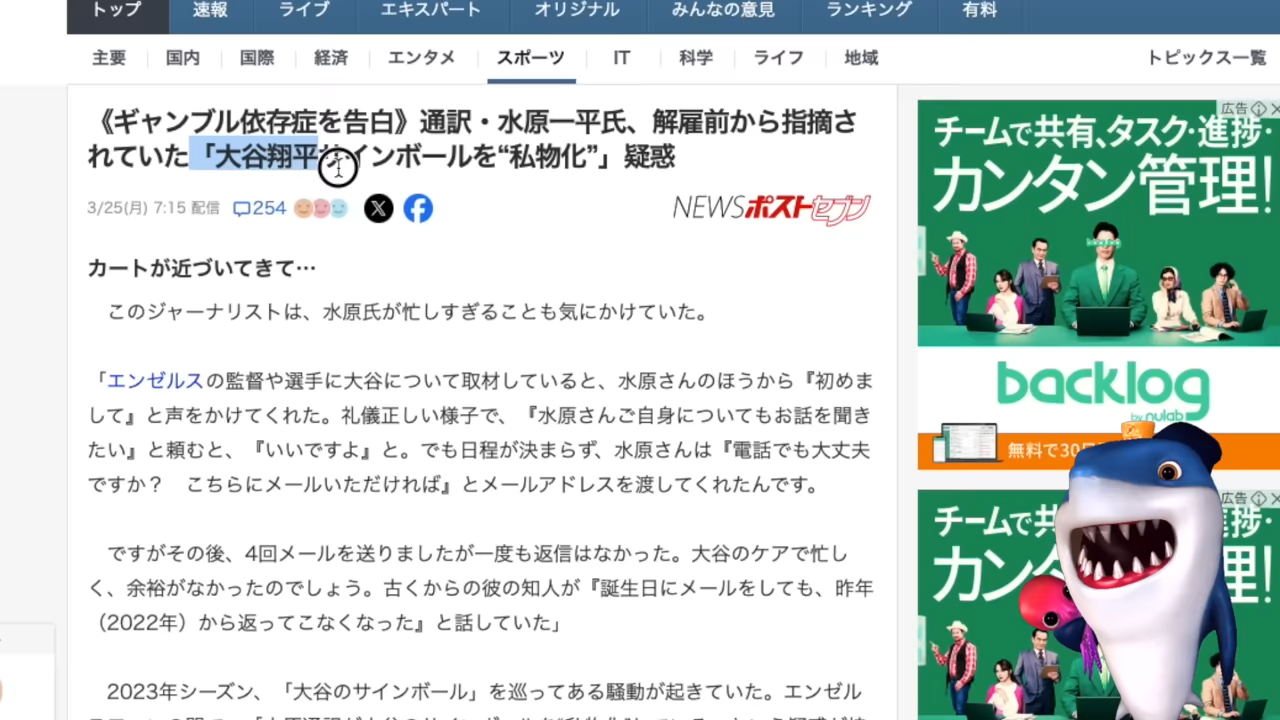 トップ 速報 ライブ エキスパート オリジナル みんなの意見 ランキング 有料
主要 国内 国際 経済 エンタメ スポーツ IT 科学 ライフ 地域 トピックス一覧
《ギャンブル依存症を告白》通訳・水原一平氏、解雇前から指摘さ
れていた「大谷翔平サインボールを“私物化”」疑惑
3/25(月) 7:15 配信 254
NEWSポストセブン
カートが近づいてきて…
このジャーナリストは、水原氏が忙しすぎることも気にかけていた。
「エンゼルスの監督や選手に大谷について取材していると、水原さんのほうから『初めま
して』と声をかけてくれた。礼儀正しい様子で、『水原さんご自身についてもお話を聞き
たい』と頼むと、『いいですよ』と。でも日程が決まらず、水原さんは『電話でも大丈夫
ですか？　こちらにメールいただければ』とメールアドレスを渡してくれたんです。
ですがその後、4回メールを送りましたが一度も返信はなかった。大谷のケアで忙し
く、余裕がなかったのでしょう。古くからの彼の知人が『誕生日にメールをしても、昨年
（2022年）から返ってこなくなった』と話していた」
2023年シーズン、「大谷のサインボール」を巡ってある騒動が起きていた。エンゼル
広告
チームで共有、タスク・進捗・
カンタン管理!
backlog
by nulab
無料で30
広告
チームで共 進捗・
カン 理!